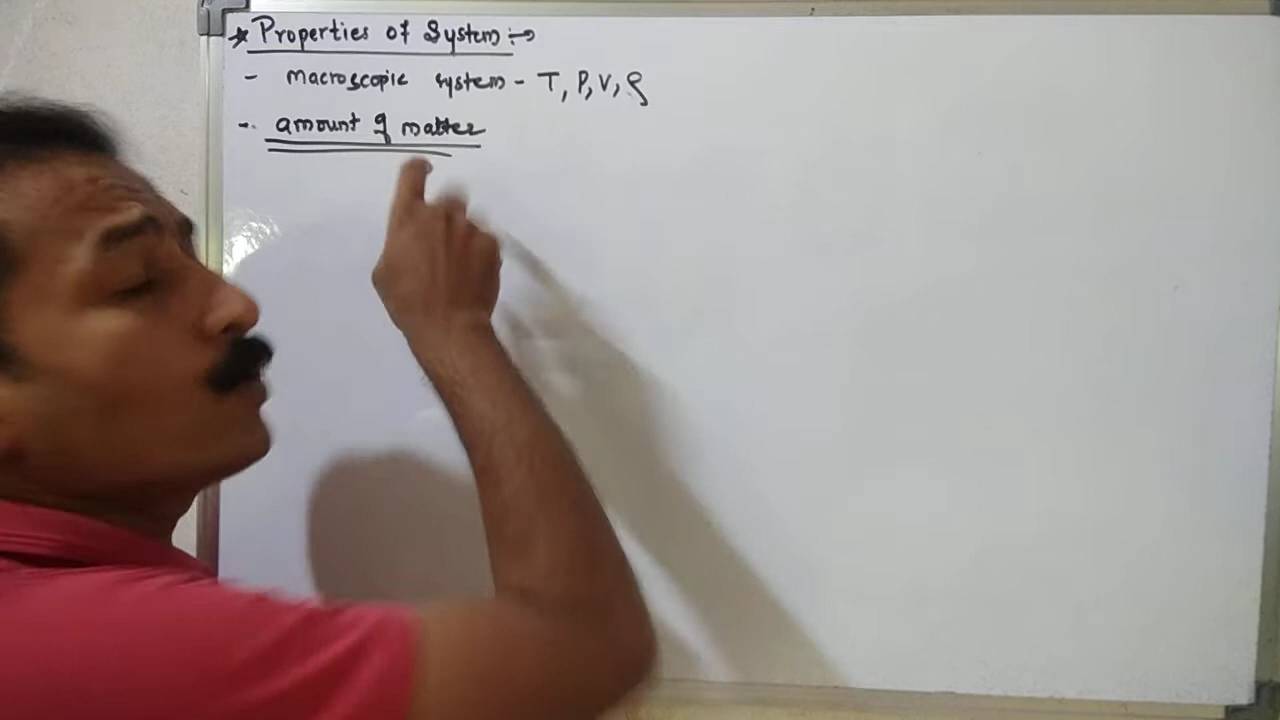 * Properties of System :→
- Macroscopic system - T, P, V, ρ
- amount of matter